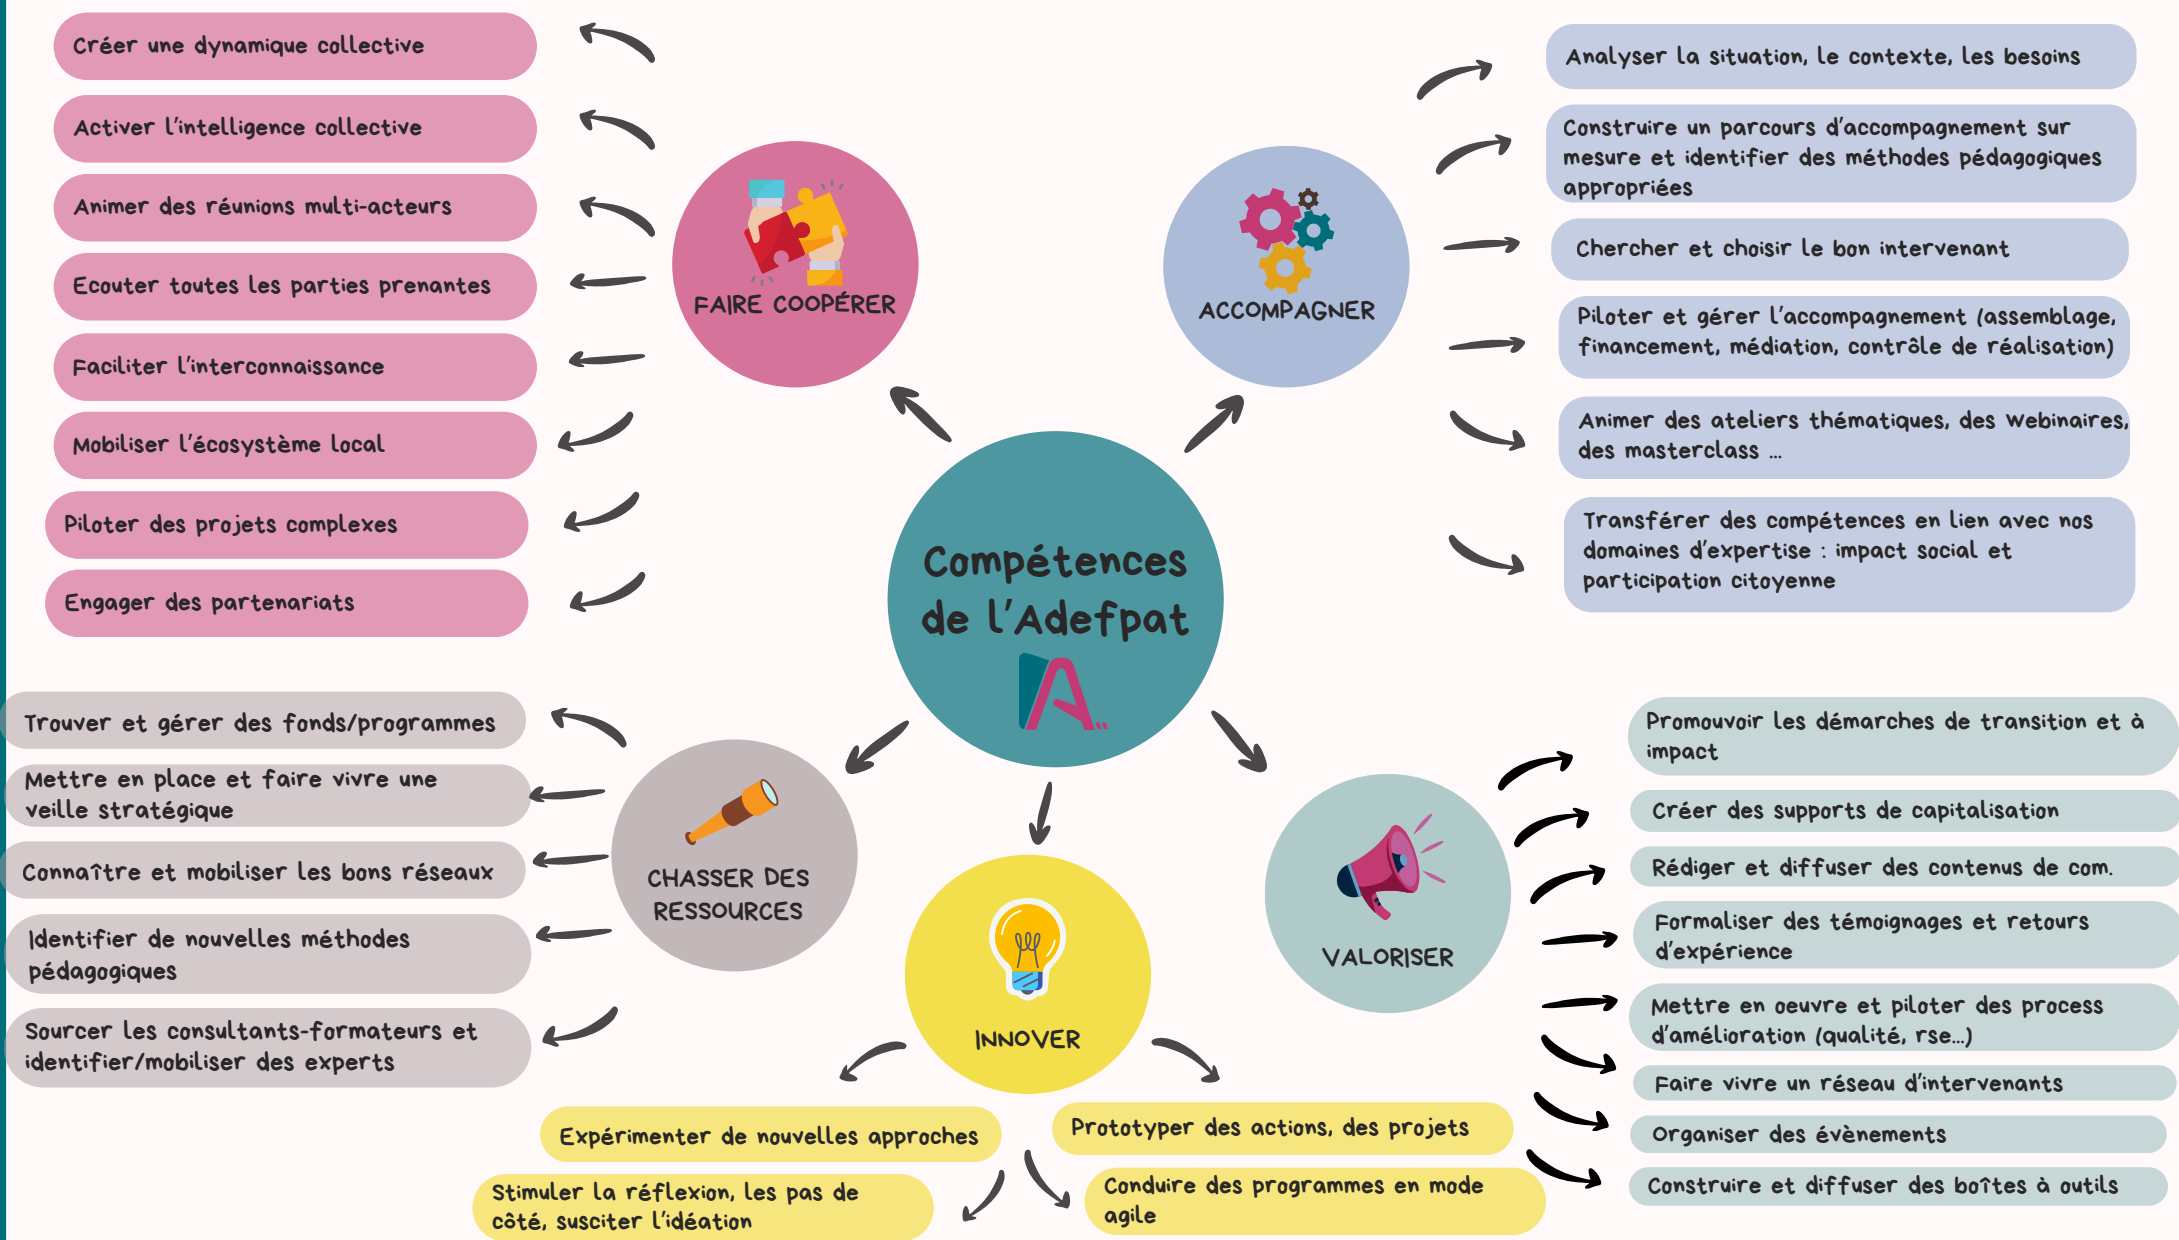 Compétences
de l'Adefpat
FAIRE COOPÉRER
Créer une dynamique collective
Activer l'intelligence collective
Animer des réunions multi-acteurs
Ecouter toutes les parties prenantes
Faciliter l'interconnaissance
Mobiliser l'écosystème local
Piloter des projets complexes
Engager des partenariats
ACCOMPAGNER
Analyser la situation, le contexte, les besoins
Construire un parcours d'accompagnement sur
mesure et identifier des méthodes pédagogiques
appropriées
Chercher et choisir le bon intervenant
Piloter et gérer l'accompagnement (assemblage,
financement, médiation, contrôle de réalisation)
Animer des ateliers thématiques, des Webinaires,
des masterclass ...
Transférer des compétences en lien avec nos
domaines d'expertise : impact social et
participation citoyenne
CHASSER DES
RESSOURCES
Trouver et gérer des fonds/programmes
Mettre en place et faire vivre une
veille stratégique
Connaître et mobiliser les bons réseaux
Identifier de nouvelles méthodes
pédagogiques
Sourcer les consultants-formateurs et
identifier/mobiliser des experts
INNOVER
Expérimenter de nouvelles approches
Stimuler la réflexion, les pas de
côté, susciter l'idéation
Prototyper des actions, des projets
Conduire des programmes en mode
agile
VALORISER
Promouvoir les démarches de transition et à
impact
Créer des supports de capitalisation
Rédiger et diffuser des contenus de com.
Formaliser des témoignages et retours
d'expérience
Mettre en oeuvre et piloter des process
d'amélioration (qualité, rse...)
Faire vivre un réseau d'intervenants
Organiser des évènements
Construire et diffuser des boîtes à outils